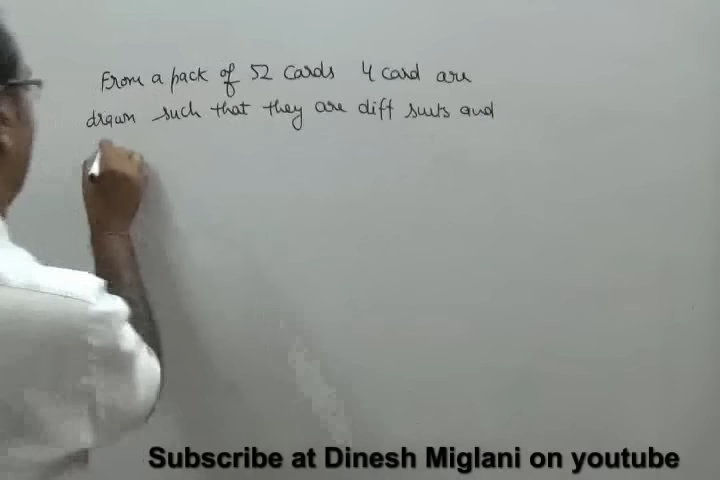 From a pack of 52 cards 4 card are
drawn such that they are diff suits and
Subscribe at Dinesh Miglani on youtube